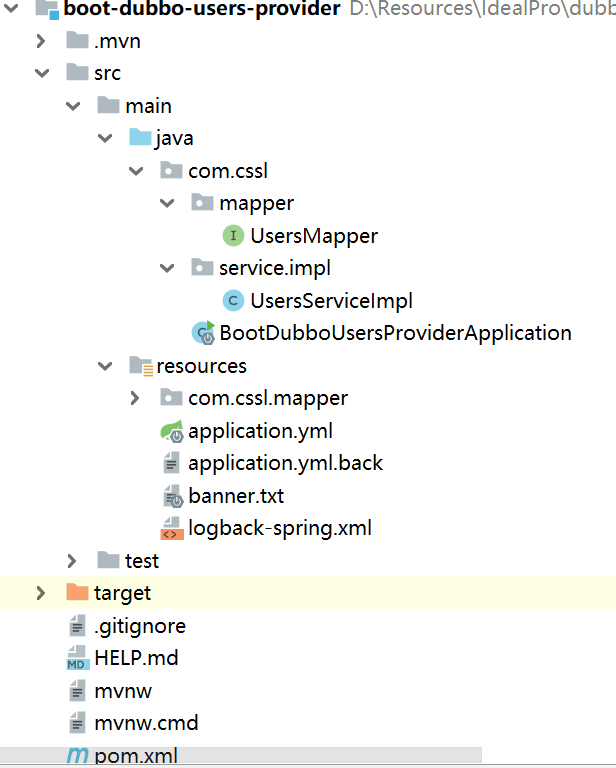 boot-dubbo-users-provider D:\Resources\IdealPro\dubb
.mvn
src
main
java
com.cssl
mapper
I UsersMapper
service.impl
C UsersServiceImpl
BootDubboUsersProviderApplication
resources
com.cssl.mapper
application.yml
application.yml.back
banner.txt
logback-spring.xml
test
target
.gitignore
MD HELP.md
mvnw
mvnw.cmd
m pom.xml